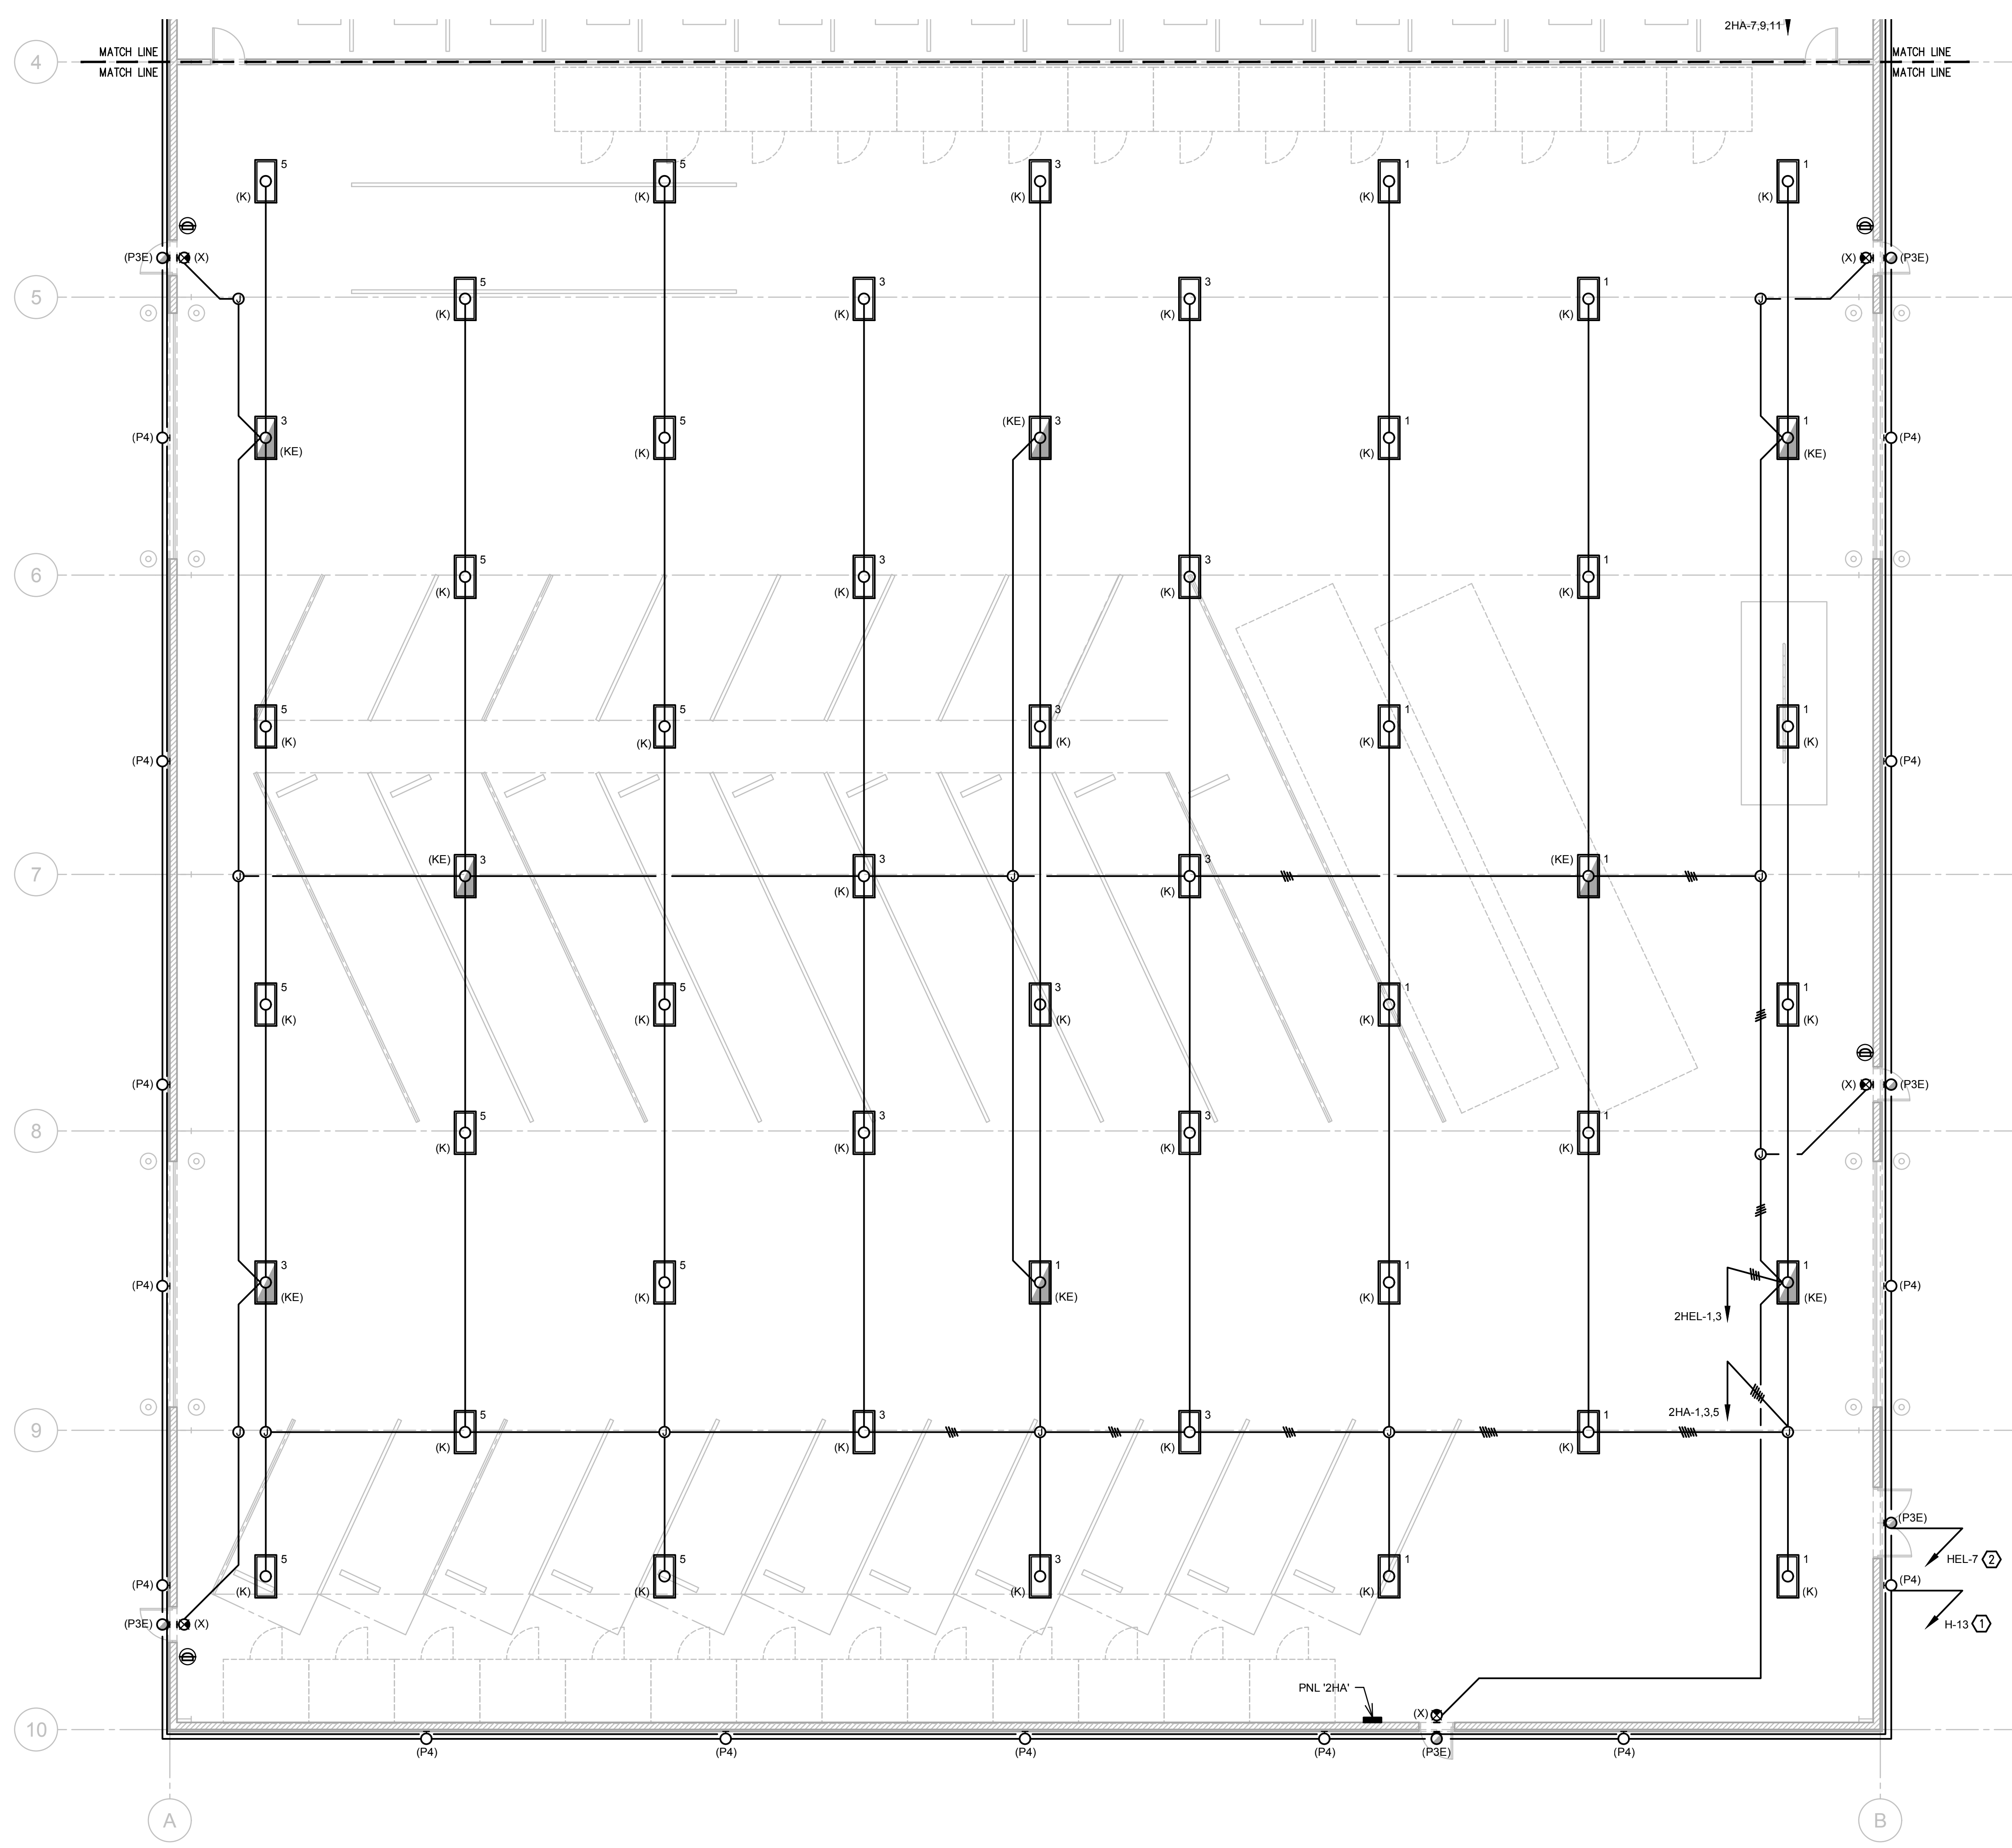 2HA-7,9,11
MATCH LINE MATCH LINE
4
MATCH LINE MATCH LINE
5 5 3 1 1
(K) (K) (K) (K) (K)
(P3E) (X) (X) (P3E)
5 5 3 3 1
J J
(K) (K) (K) (K)
3 5 (KE) 3 1 1
(P4) (P4)
(KE) (K) (K) (KE)
5 3 3 1
6
(K) (K) (K) (K)
5 5 3 1 1
(K) (K) (K) (K) (K)
(P4) (P4)
(KE) 3 3 3 (KE) 1
7 J J J
(K) (K)
5 5 3 1 1
(K) (K) (K) (K) (K)
(P4) (X) (P3E)
5 3 3 1
8
(K) (K) (K) (K)
J
3 5 1 1 1
(P4) (P4)
(KE) (K) (KE) (K) (KE)
2HEL-1,3
2HA-1,3,5
5 3 3 1
9 J J J J J J
(K) (K) (K) (K)
(P3E)
5 5 3 1 1
HEL-7 2
(P4) (P4)
(K) (K) (K) (K) (K)
(P3E) (X)
H-13 1
PNL '2HA'
(X)
10
(P4) (P4) (P4) (P4) (P3E) (P4)
A B